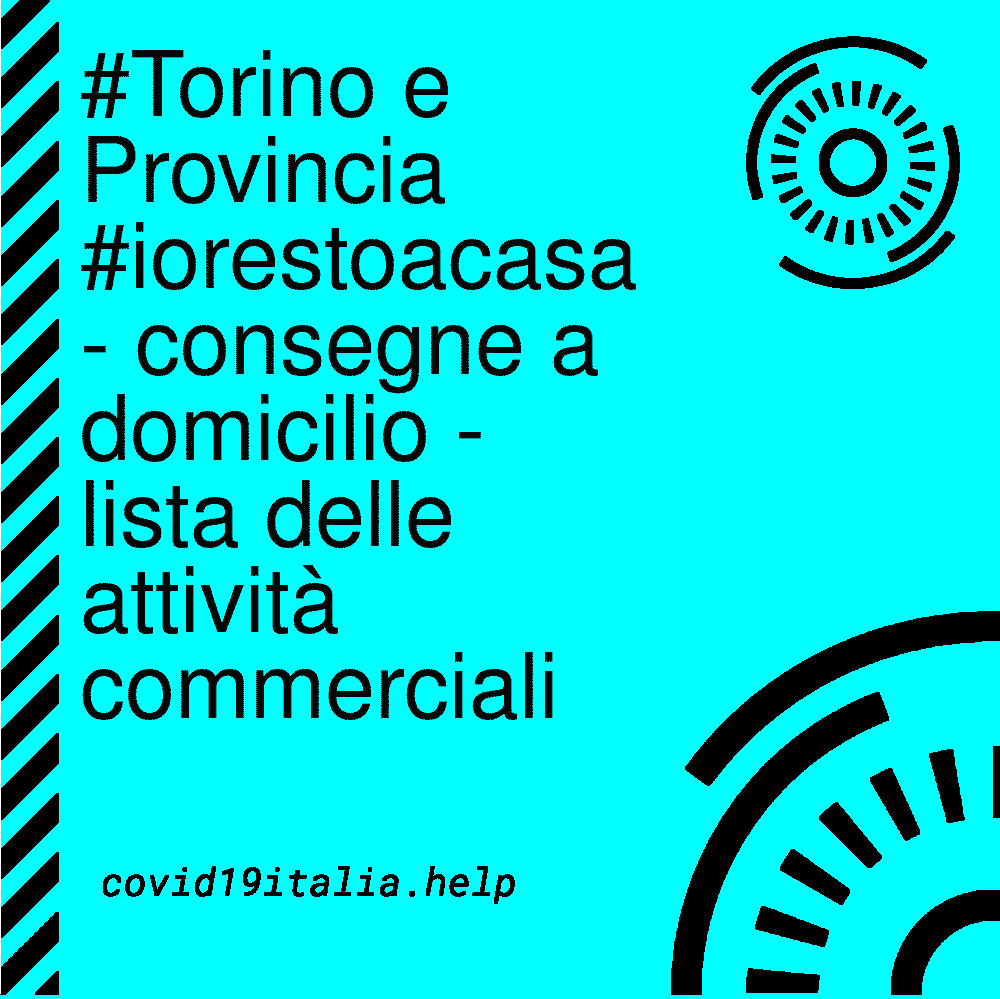 #Torino e
Provincia
#iorestoacasa
- consegne a
domicilio -
lista delle
attività
commerciali
covid19italia.help